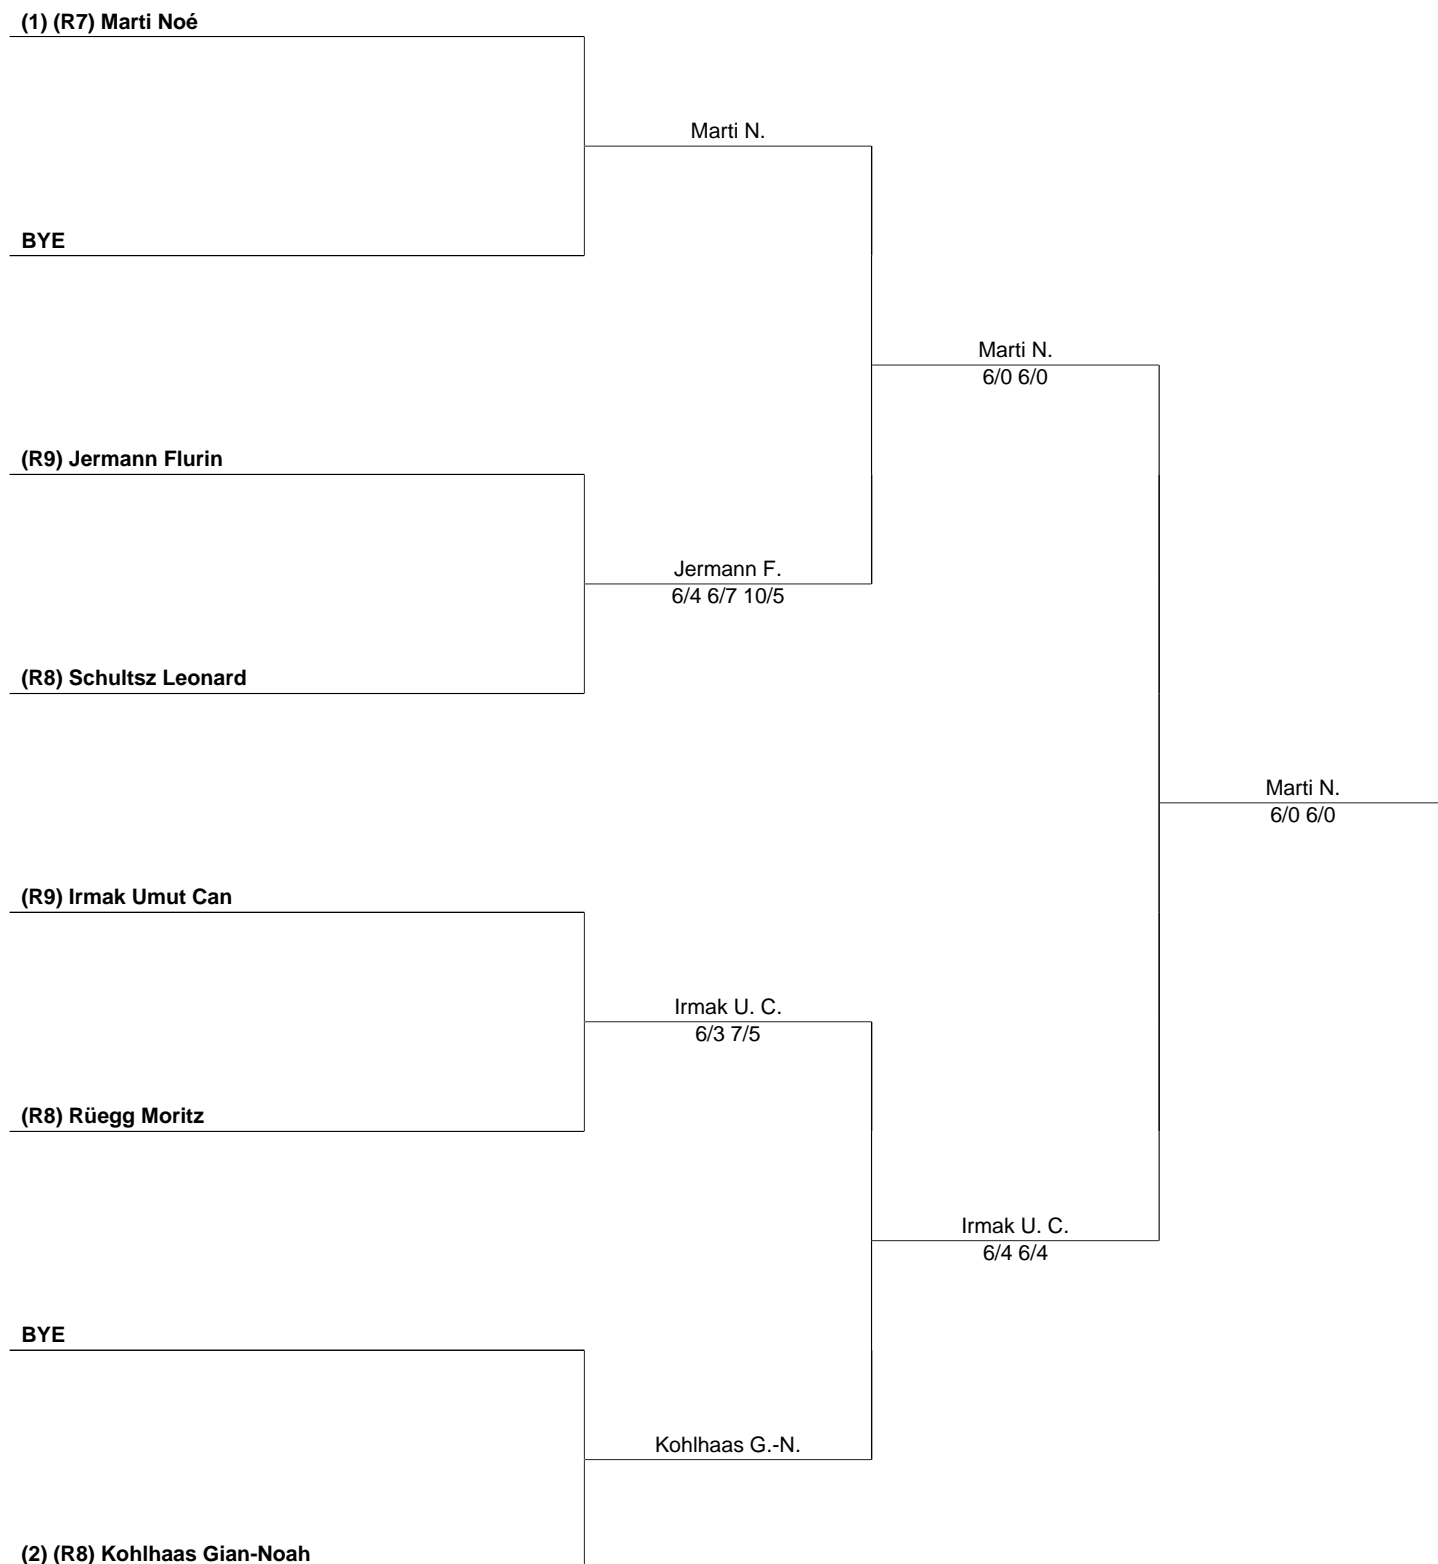 (1) (R7) Marti Noé
Marti N.
BYE
Marti N.
6/0 6/0
(R9) Jermann Flurin
Jermann F.
6/4 6/7 10/5
(R8) Schultsz Leonard
Marti N.
6/0 6/0
(R9) Irmak Umut Can
Irmak U. C.
6/3 7/5
(R8) Rüegg Moritz
Irmak U. C.
6/4 6/4
BYE
Kohlhaas G.-N.
(2) (R8) Kohlhaas Gian-Noah